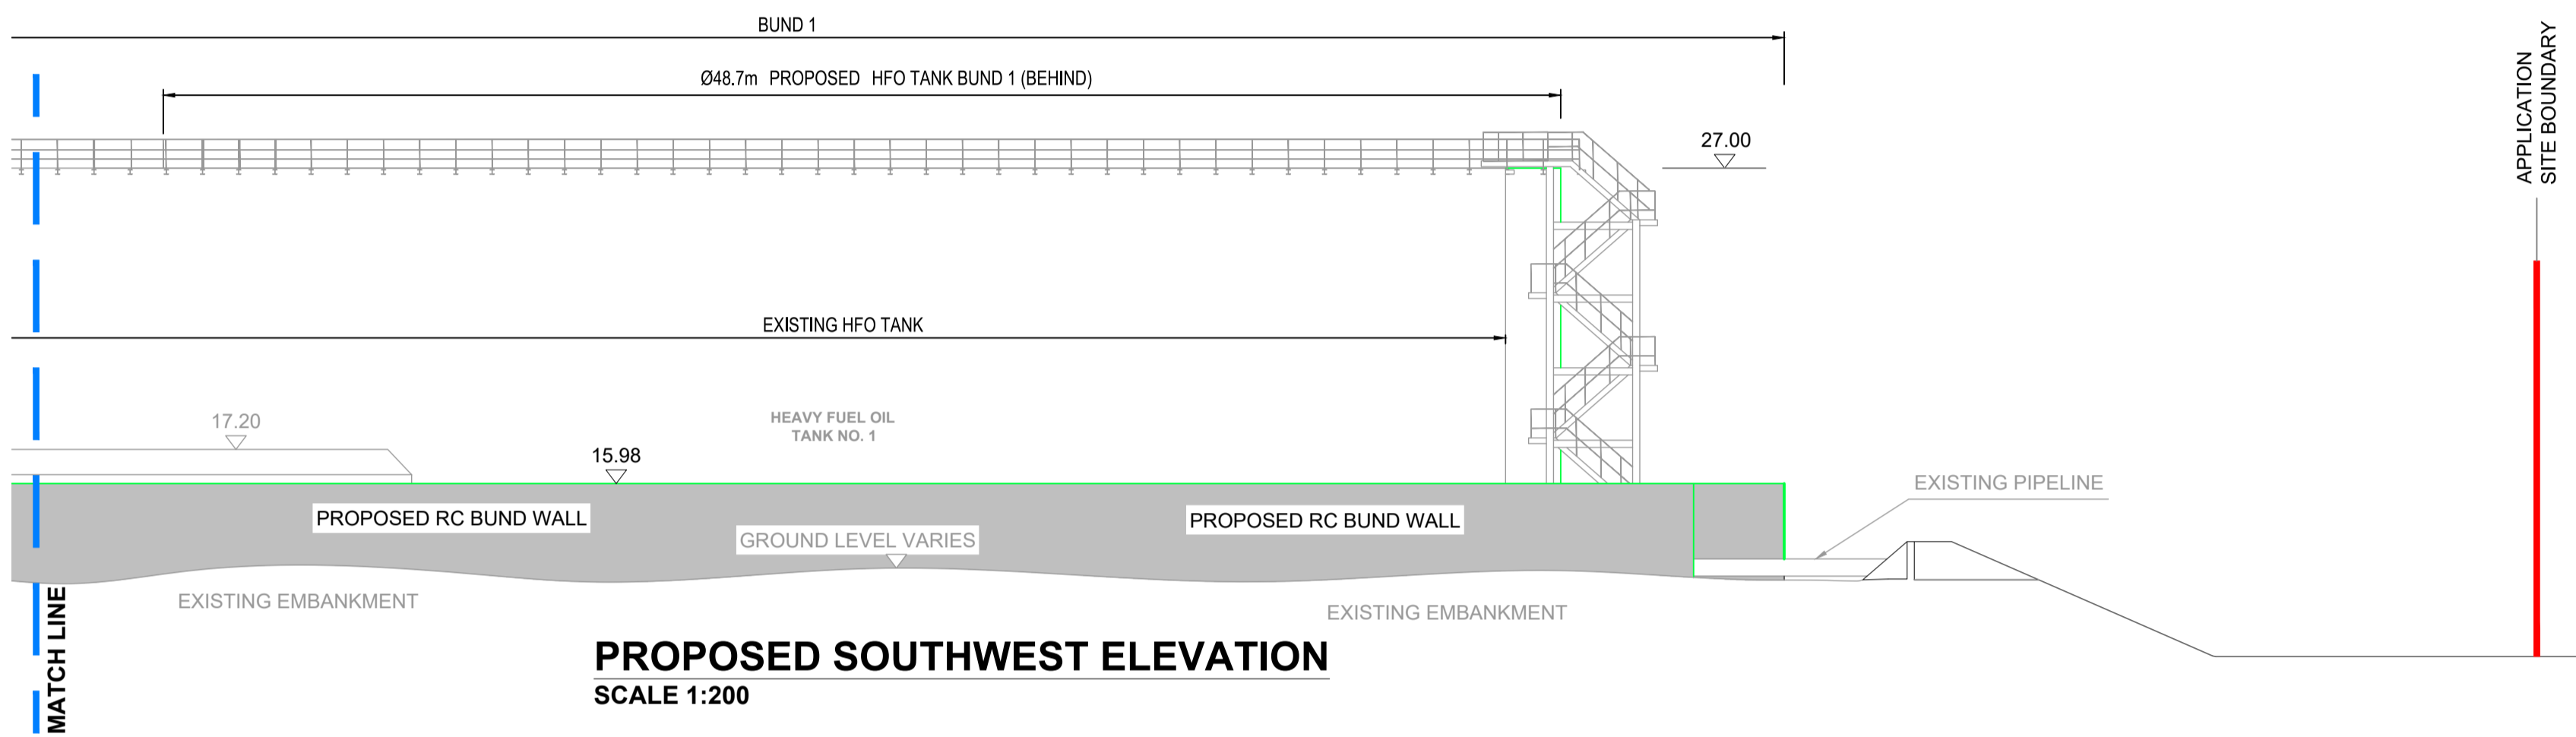 BUND 1
Ø48.7m PROPOSED HFO TANK BUND 1 (BEHIND)
27.00
APPLICATION
SITE BOUNDARY
EXISTING HFO TANK
17.20
HEAVY FUEL OIL
TANK NO. 1
15.98
EXISTING PIPELINE
PROPOSED RC BUND WALL
PROPOSED RC BUND WALL
GROUND LEVEL VARIES
EXISTING EMBANKMENT
EXISTING EMBANKMENT
MATCH LINE
PROPOSED SOUTHWEST ELEVATION
SCALE 1:200